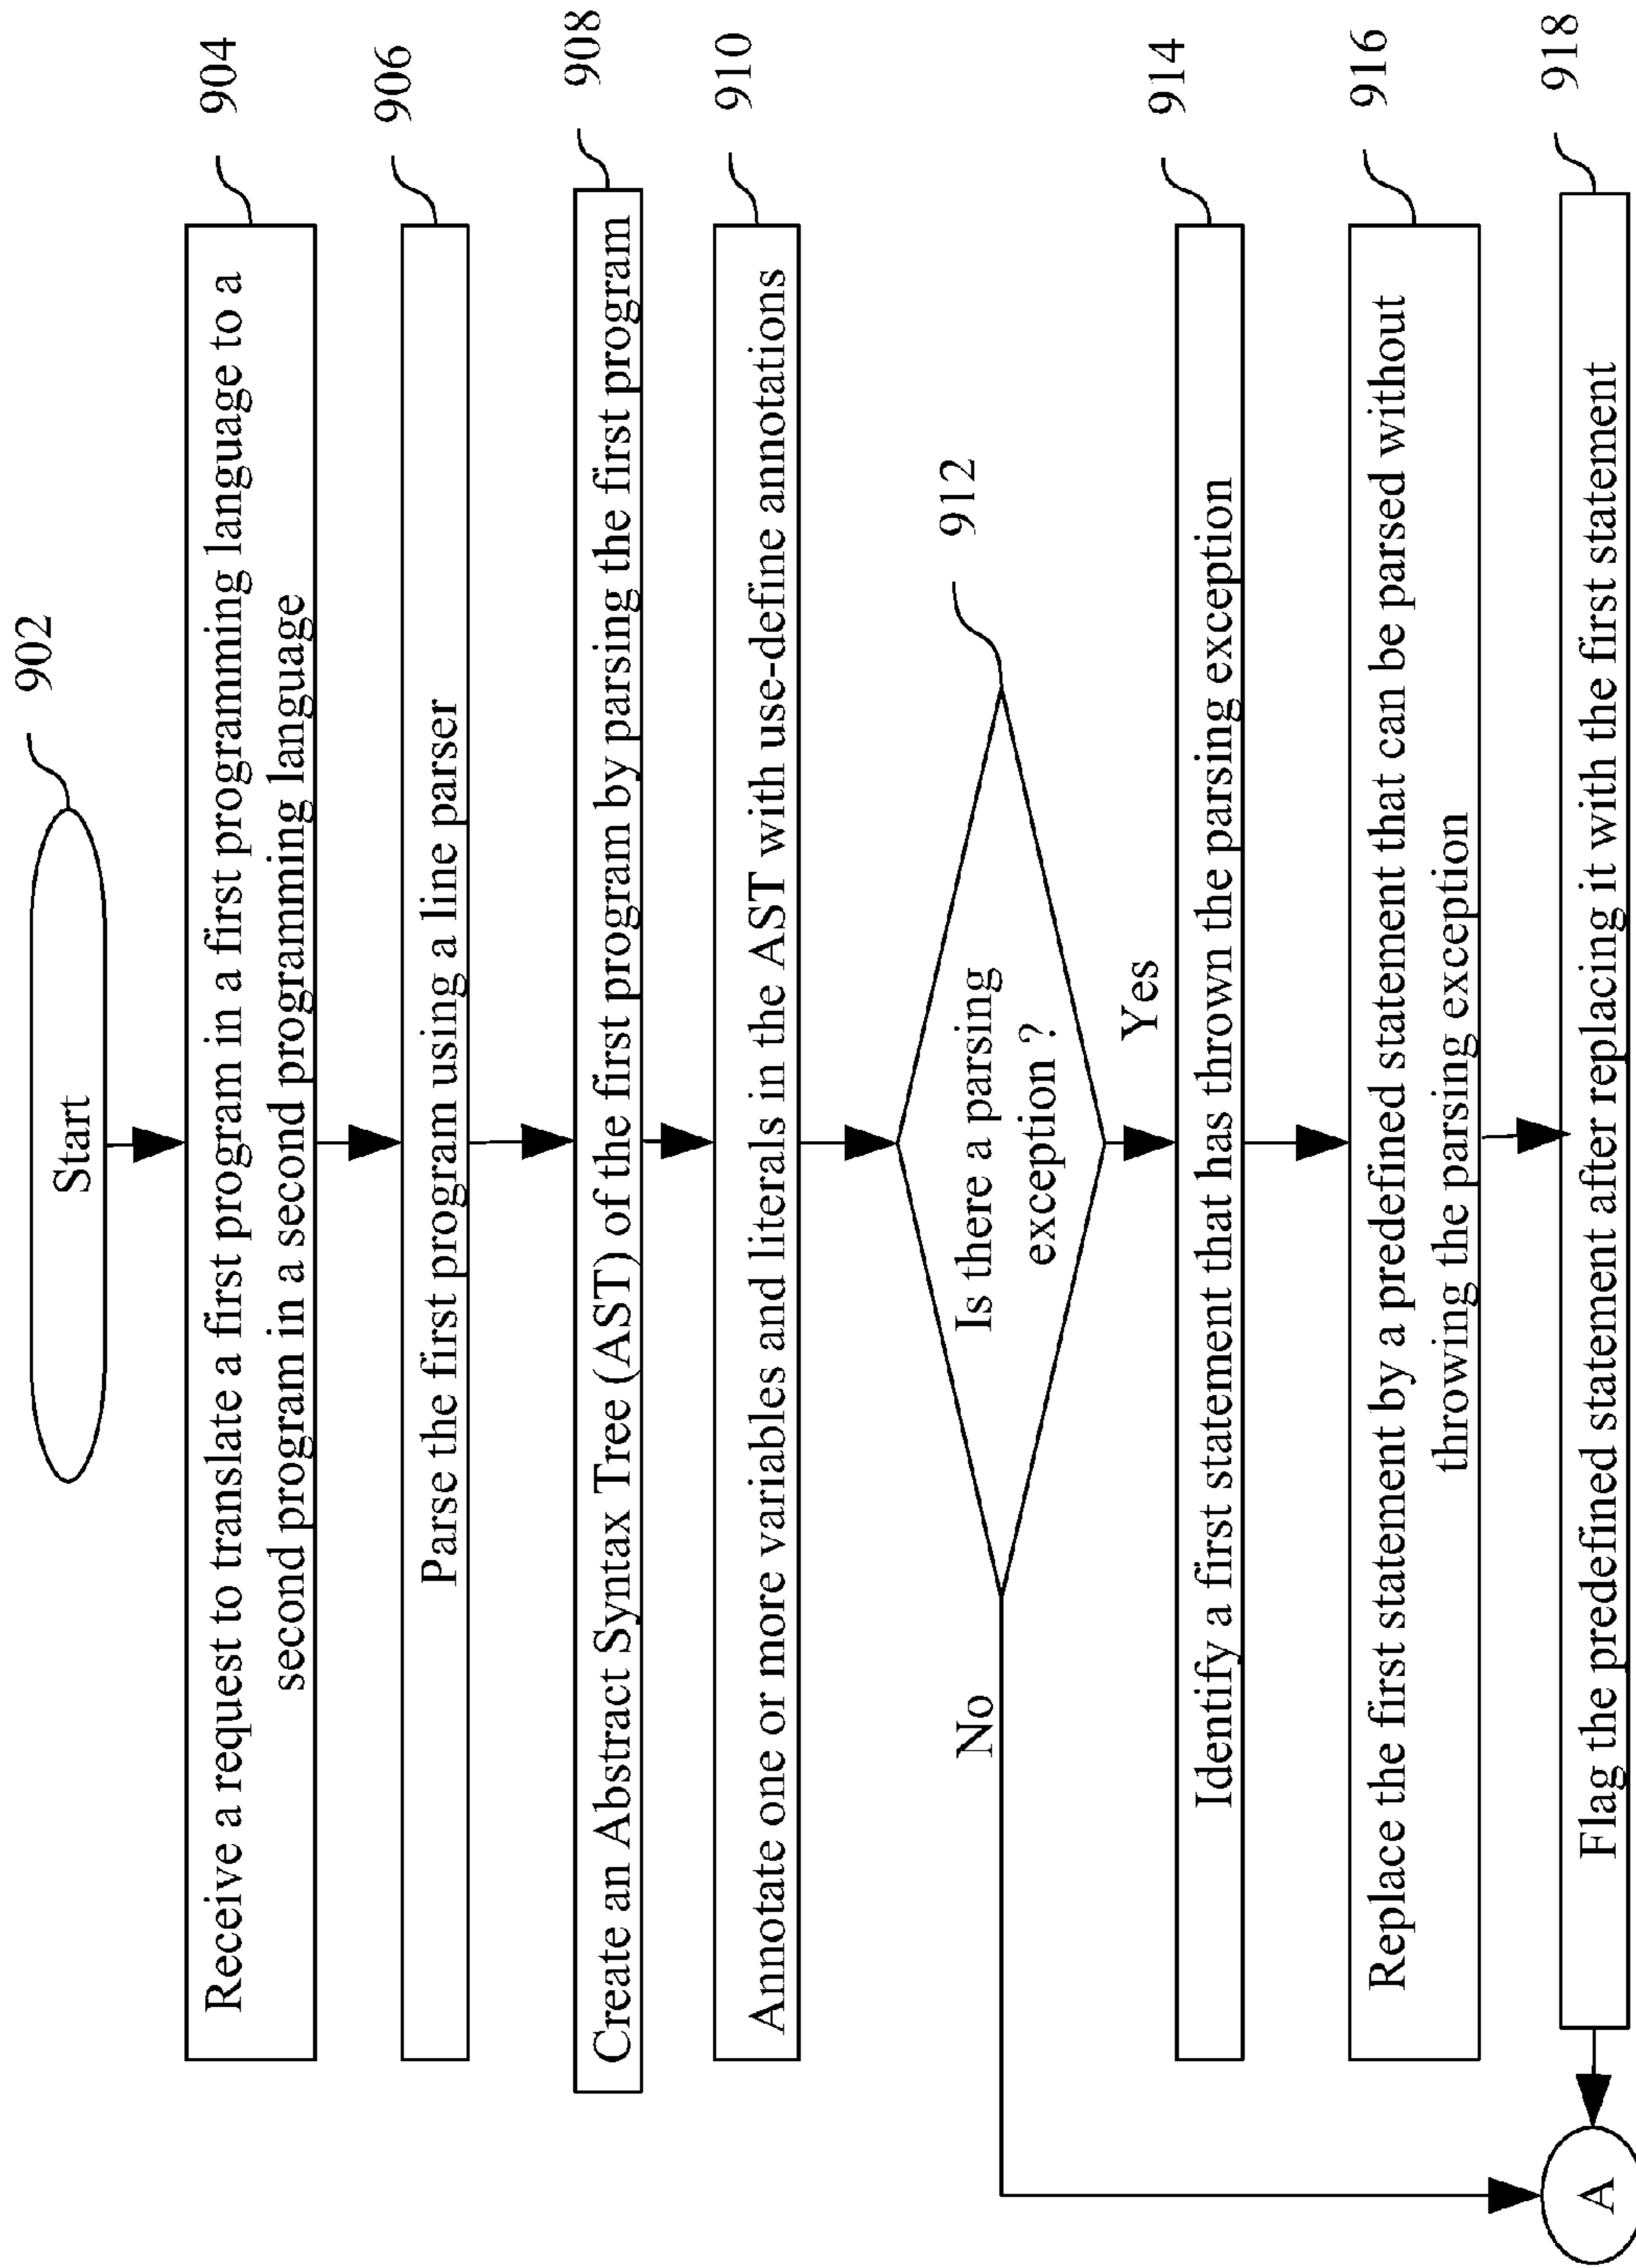 902
Start
904
Receive a request to translate a first program in a first programming language to a
second program in a second programming language
906
Parse the first program using a line parser
908
Create an Abstract Syntax Tree (AST) of the first program by parsing the first program
910
Annotate one or more variables and literals in the AST with use-define annotations
912
Is there a parsing
exception ?
No
Yes
914
Identify a first statement that has thrown the parsing exception
916
Replace the first statement by a predefined statement that can be parsed without
throwing the parsing exception
918
Flag the predefined statement after replacing it with the first statement
A